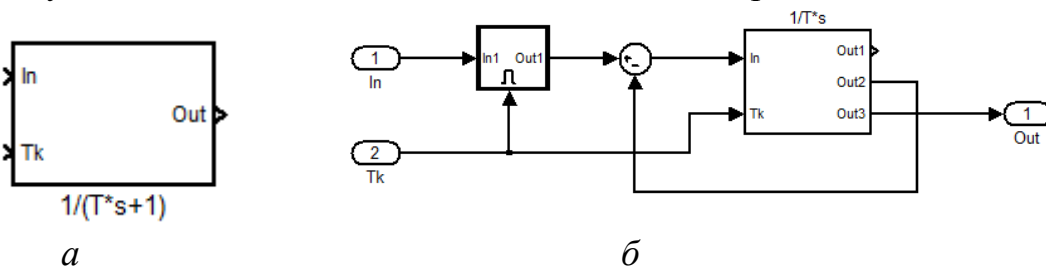 In
Tk
Out
1/(T*s+1)
а
1
In
2
Tk
In1
Out1
+
-
1/T*s
In
Tk
Out1
Out2
Out3
1
Out
б